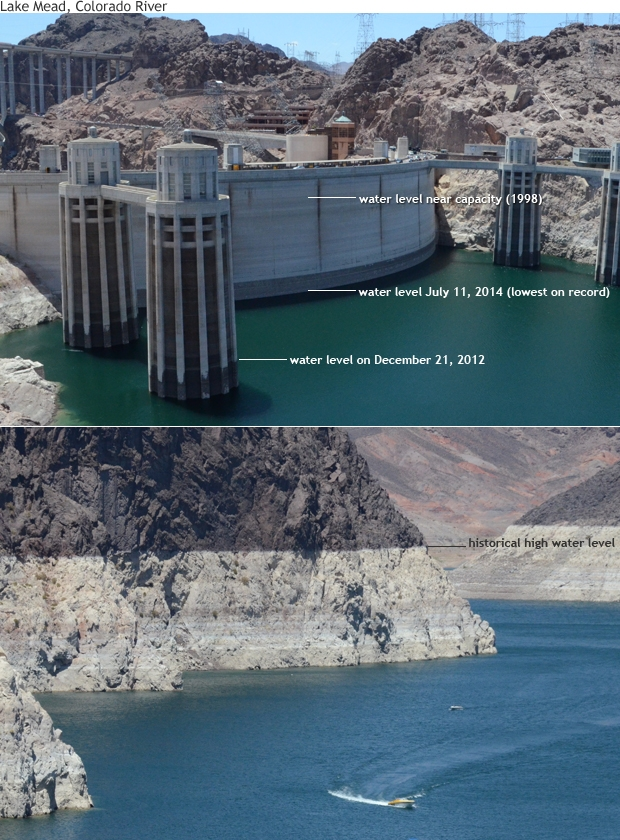 Lake Mead, Colorado River
water level near capacity (1998)
water level July 11, 2014 (lowest on record)
water level on December 21, 2012
historical high water level